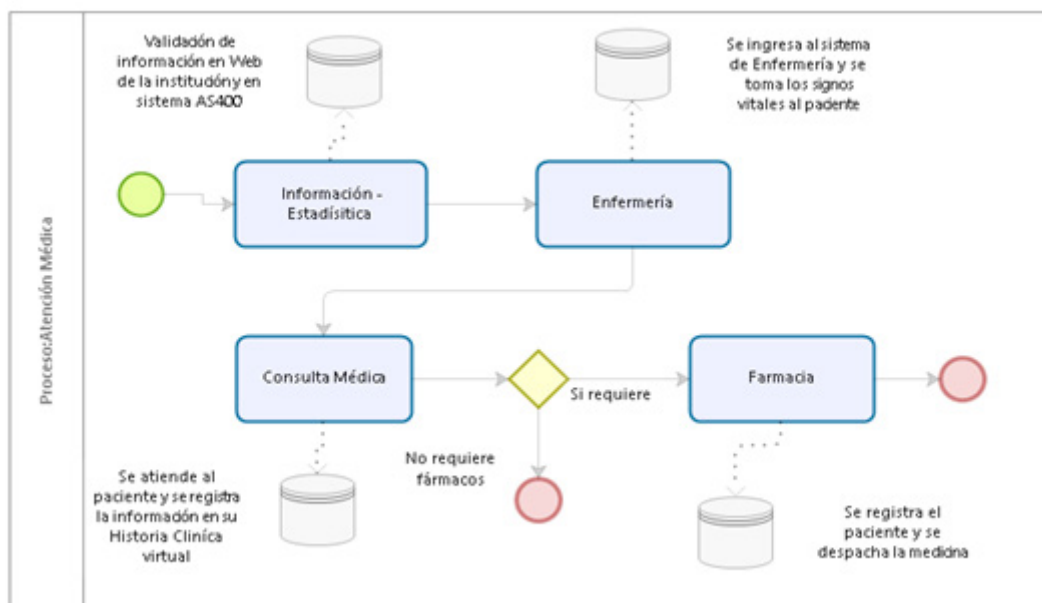 Proceso:Atención Médica
Validación de
información en Web
de la institución y en
sistema AS400
Se ingresa al sistema
de Enfermería y se
toma los signos
vitales al paciente
Información -
Estadísitica
Enfermería
Consulta Médica
Si requiere
Farmacia
No requiere
fármacos
Se atiende al
paciente y se registra
la información en su
Historia Cliníca
virtual
Se registra el
paciente y se
despacha la medicina